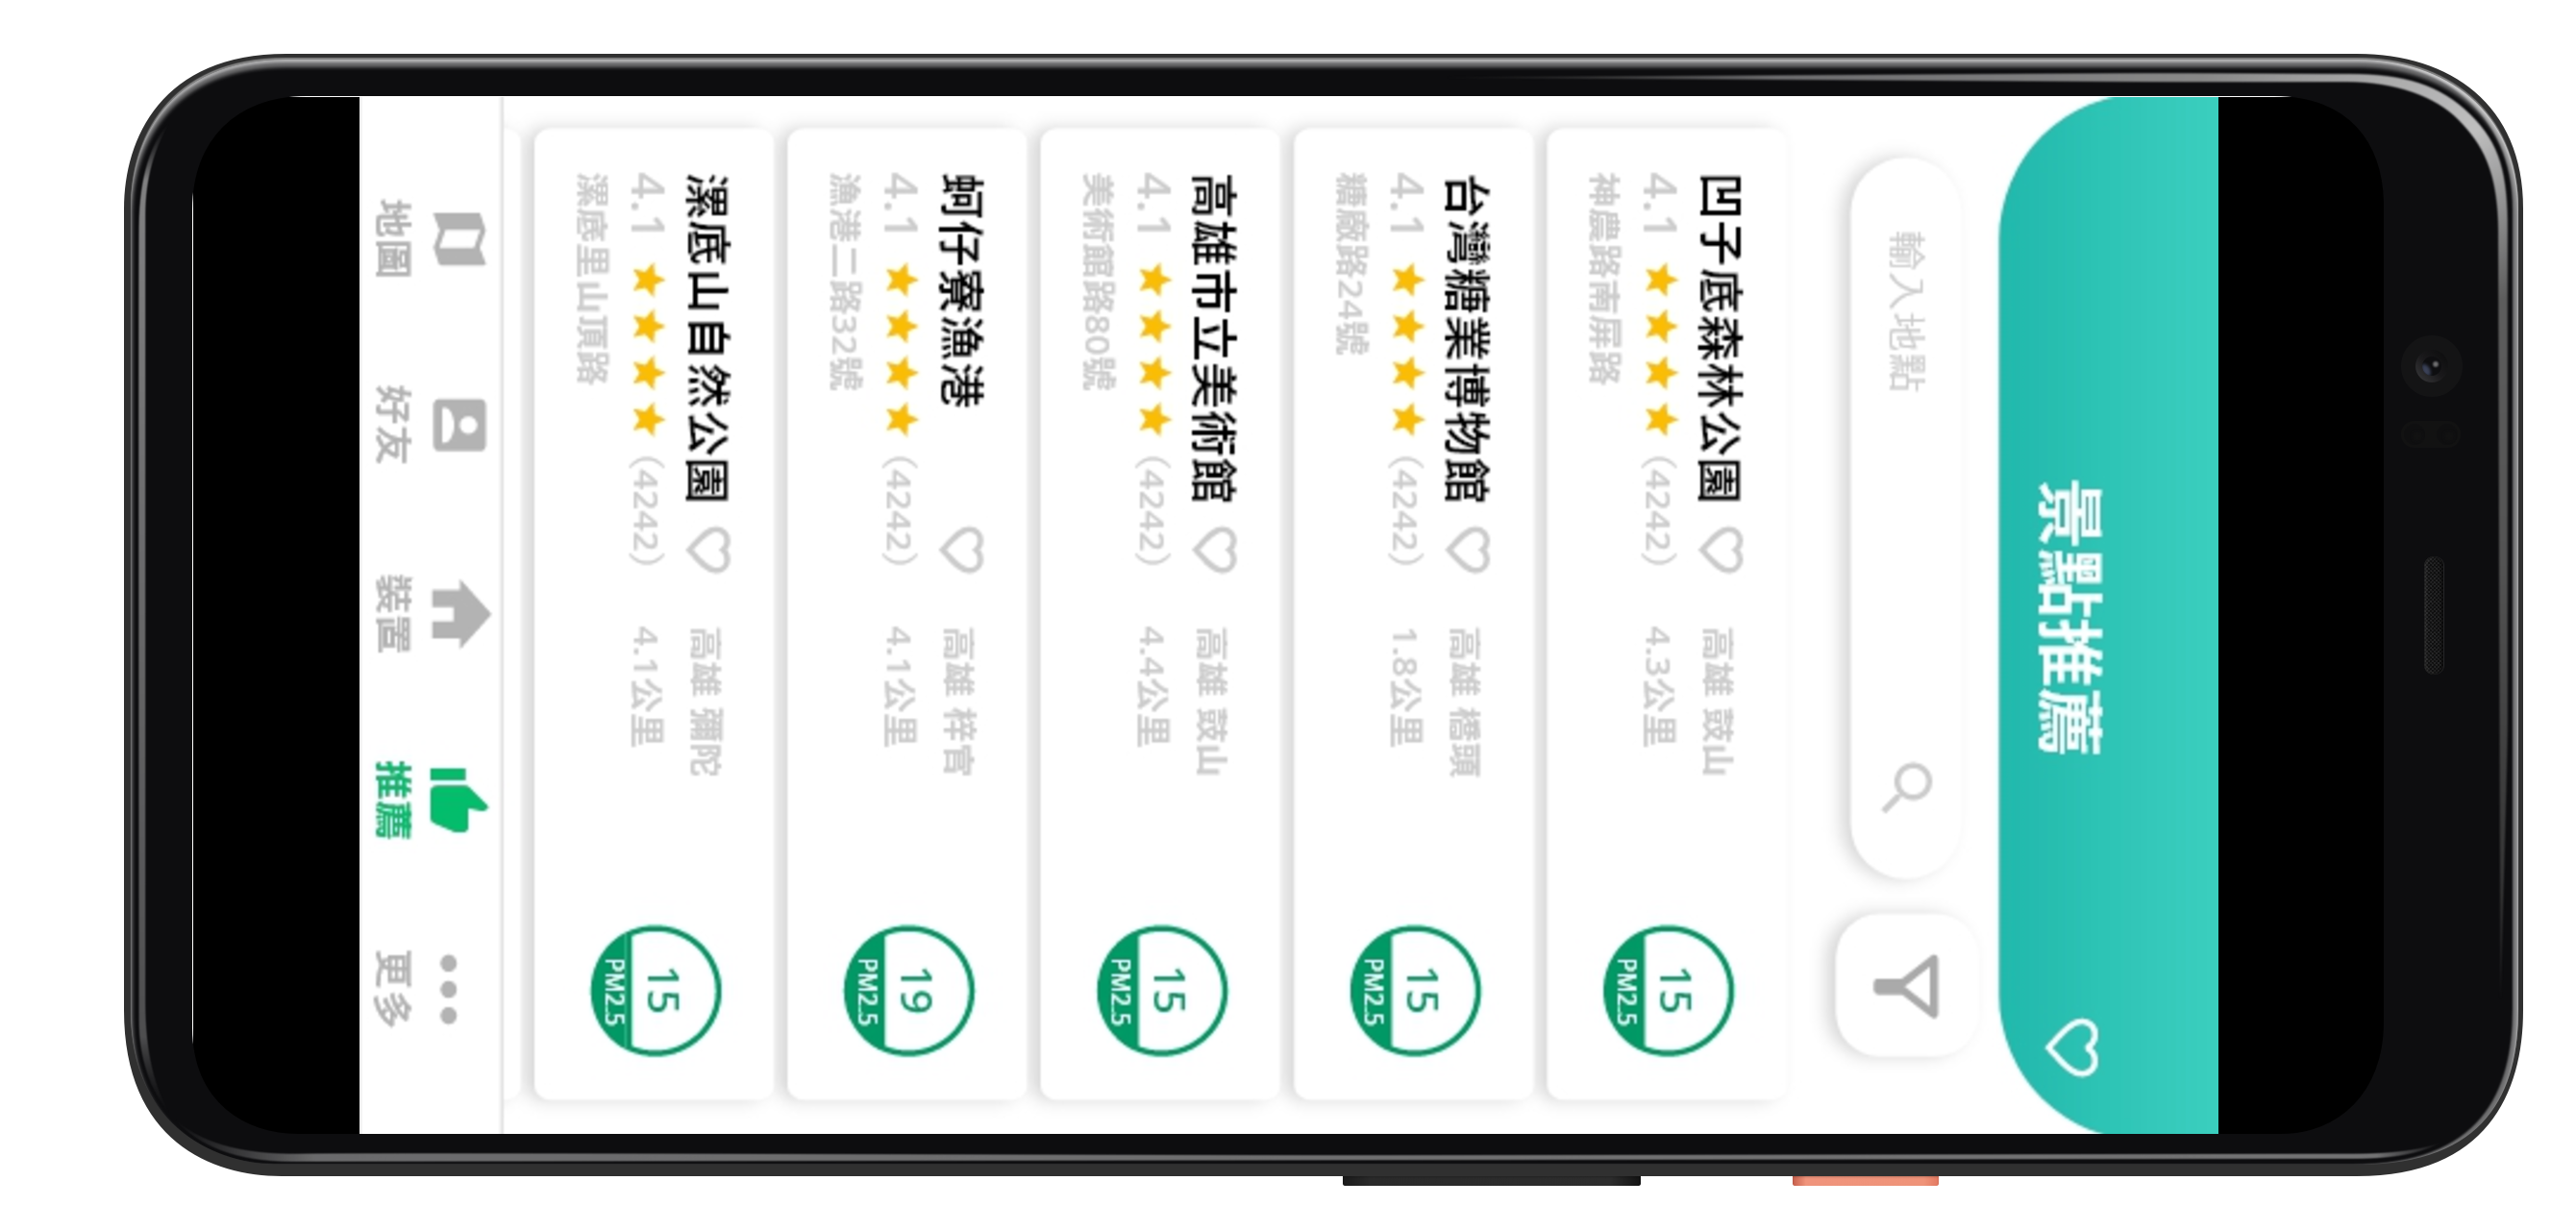 景點推薦
輸入地點
凹子底森林公園
高雄 鼓山
4.1
(4242)
4.3公里
神農路南屏路
15
PM2.5
台灣糖業博物館
高雄 橋頭
4.1
(4242)
1.8公里
糖廠路24號
15
PM2.5
高雄市立美術館
高雄 鼓山
4.1
(4242)
4.4公里
美術館路80號
15
PM2.5
蚵仔寮漁港
高雄 梓官
4.1
(4242)
4.1公里
漁港二路32號
19
PM2.5
漯底山自然公園
高雄 彌陀
4.1
(4242)
4.1公里
漯底里山頂路
15
PM2.5
地圖
好友
裝置
推薦
更多